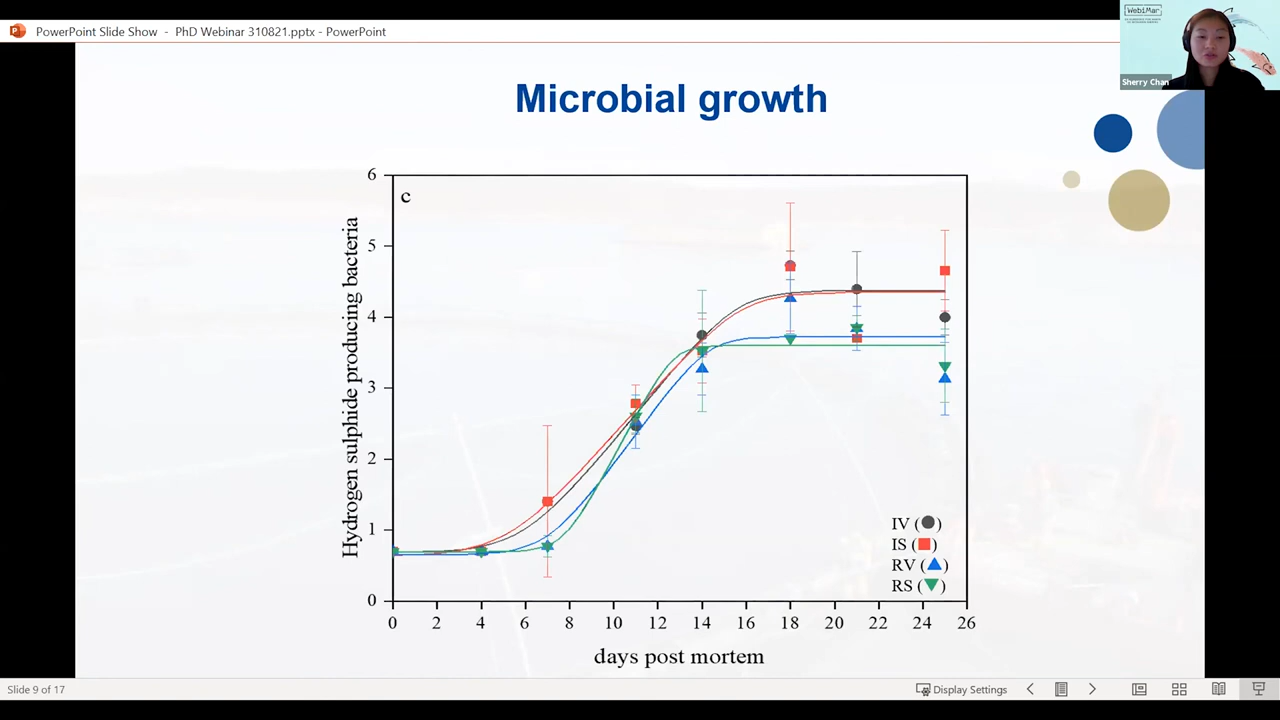 PowerPoint Slide Show - PhD Webinar 310821.pptx - PowerPoint
WebiMar
Sherry Chan
Microbial growth
c
Hydrogen sulphide producing bacteria
6
5
4
3
2
1
0
0 2 4 6 8 10 12 14 16 18 20 22 24 26
days post mortem
IV (●)
IS (■)
RV (▲)
RS (▼)
Slide 9 of 17
Display Settings